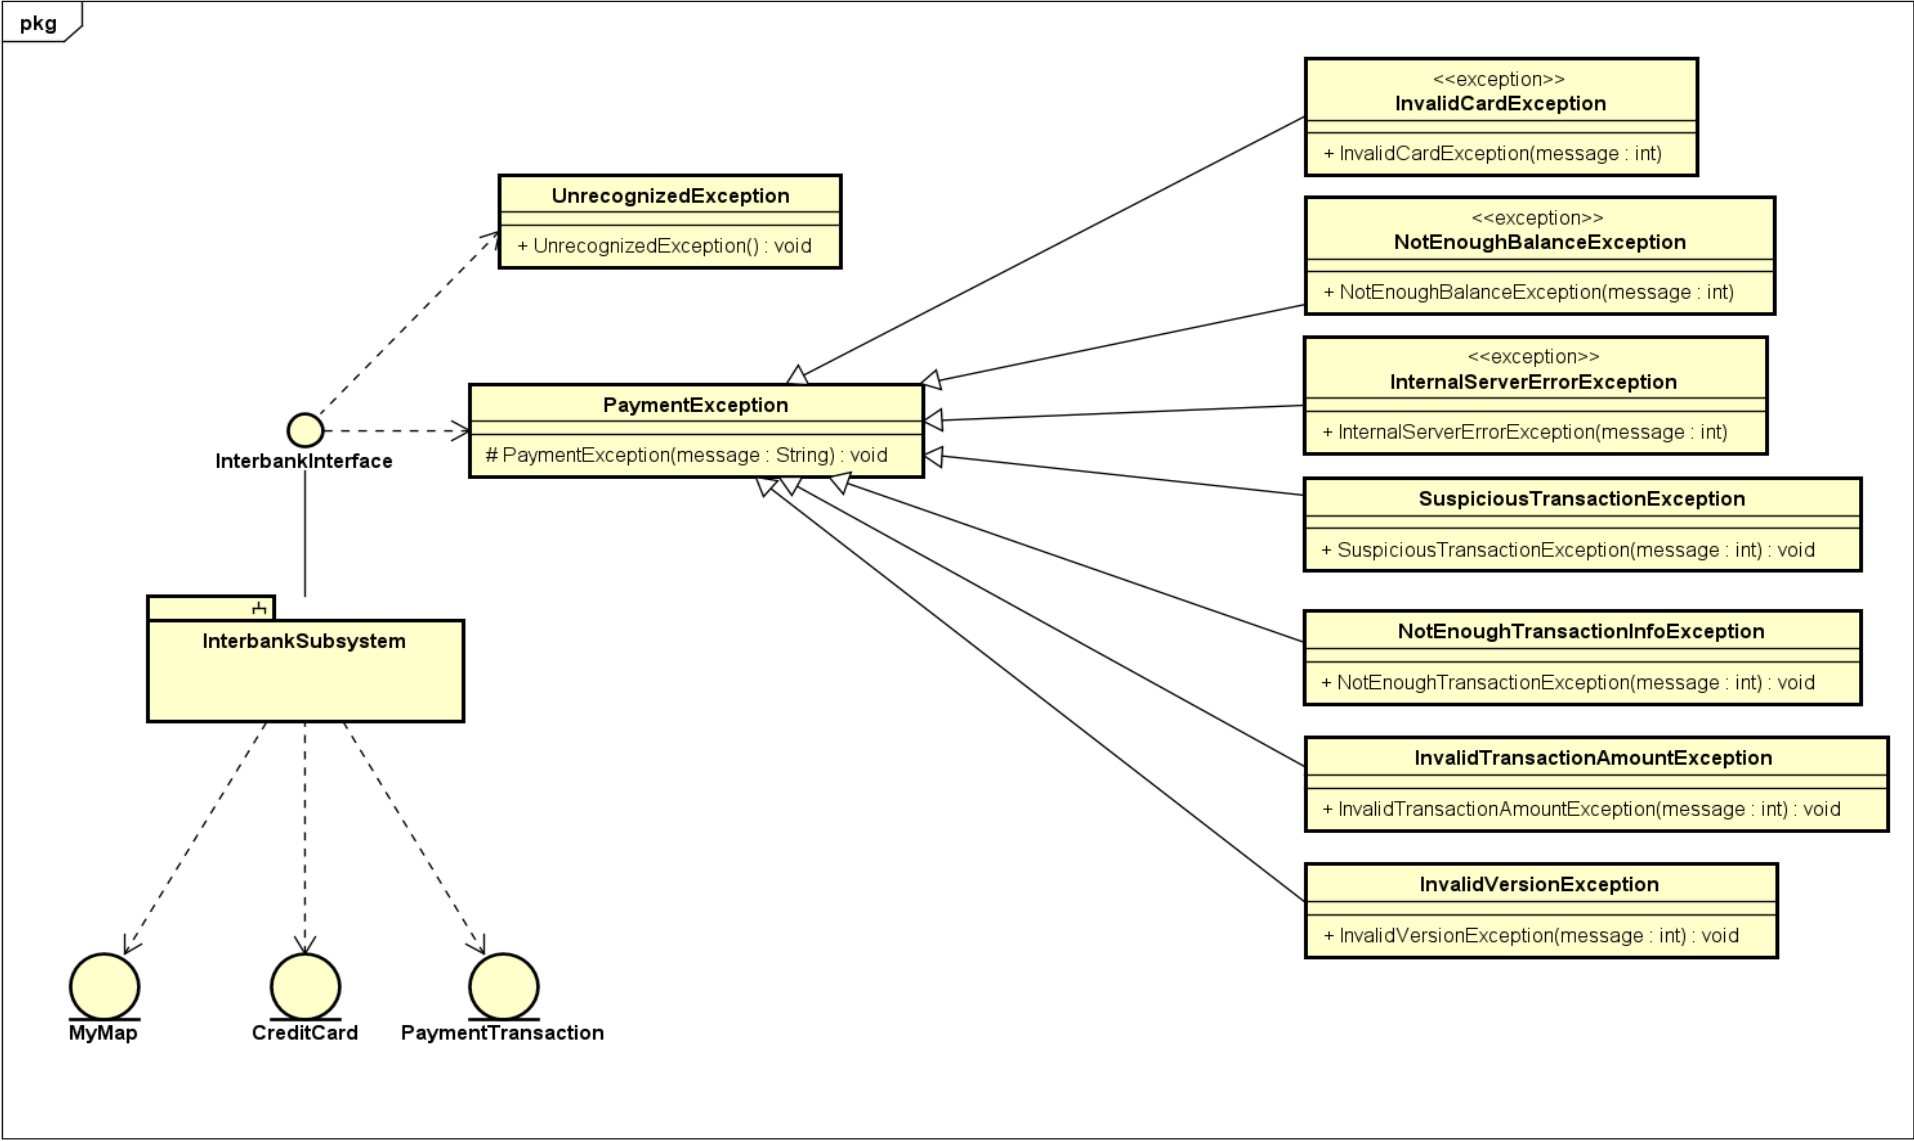 pkg
<<exception>>
InvalidCardException
+ InvalidCardException(message : int)
UnrecognizedException
+ UnrecognizedException() : void
<<exception>>
NotEnoughBalanceException
+ NotEnoughBalanceException(message : int)
<<exception>>
InternalServerErrorException
+ InternalServerErrorException(message : int)
PaymentException
# PaymentException(message : String) : void
InterbankInterface
SuspiciousTransactionException
+ SuspiciousTransactionException(message : int) : void
InterbankSubsystem
NotEnoughTransactionInfoException
+ NotEnoughTransactionException(message : int) : void
InvalidTransactionAmountException
+ InvalidTransactionAmountException(message : int) : void
InvalidVersionException
+ InvalidVersionException(message : int) : void
MyMap
CreditCard
PaymentTransaction